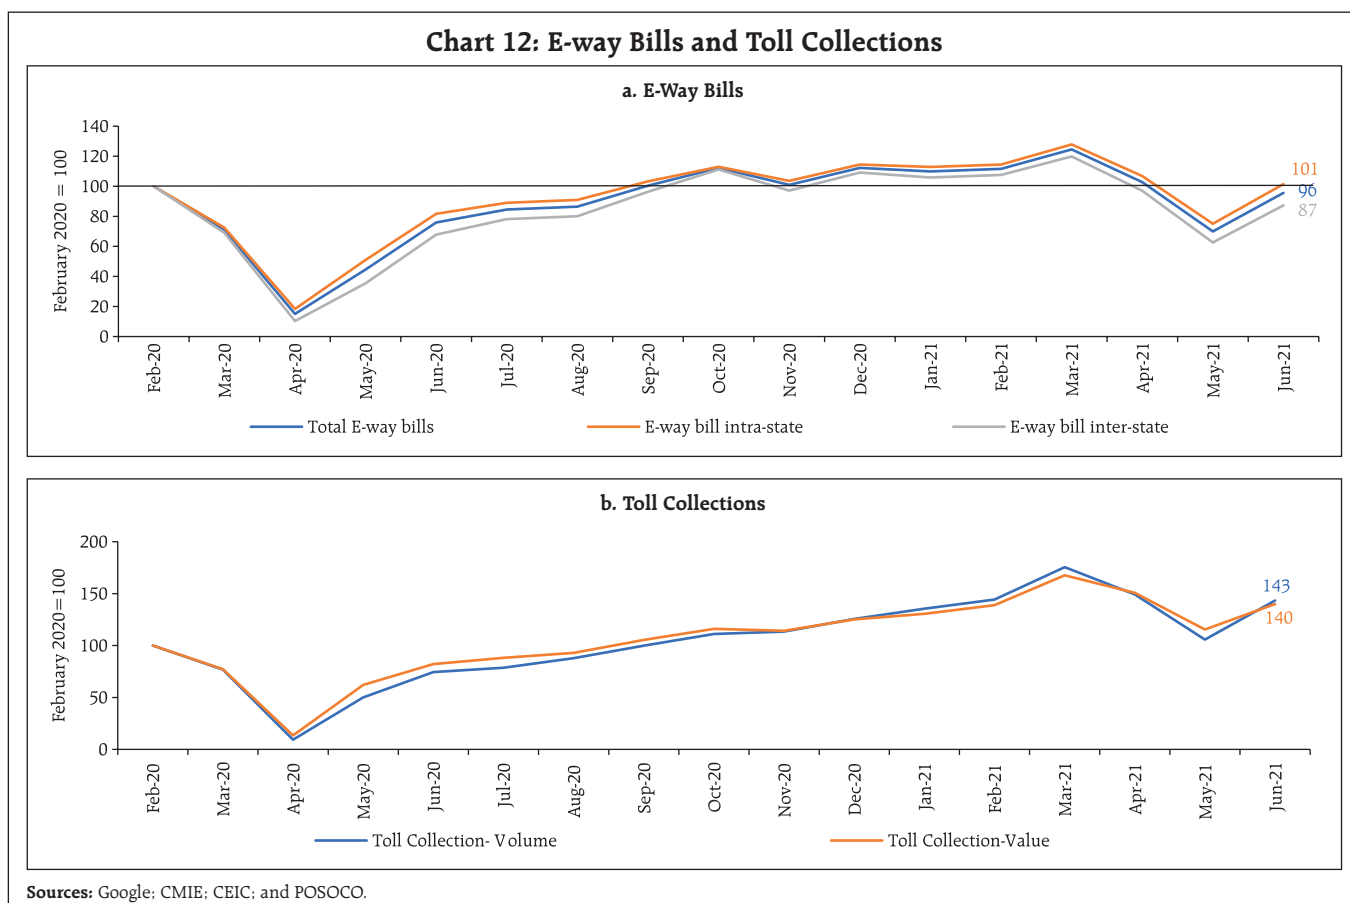 Chart 12: E-way Bills and Toll Collections
a. E-Way Bills
February 2020 = 100
140
120
100
80
60
40
20
0
101
96
87
Feb-20 Mar-20 Apr-20 May-20 Jun-20 Jul-20 Aug-20 Sep-20 Oct-20 Nov-20 Dec-20 Jan-21 Feb-21 Mar-21 Apr-21 May-21 Jun-21
Total E-way bills E-way bill intra-state E-way bill inter-state
b. Toll Collections
February 2020=100
200
150
100
50
0
143
140
Feb-20 Mar-20 Apr-20 May-20 Jun-20 Jul-20 Aug-20 Sep-20 Oct-20 Nov-20 Dec-20 Jan-21 Feb-21 Mar-21 Apr-21 May-21 Jun-21
Toll Collection- Volume Toll Collection-Value
Sources: Google; CMIE; CEIC; and POSOCO.